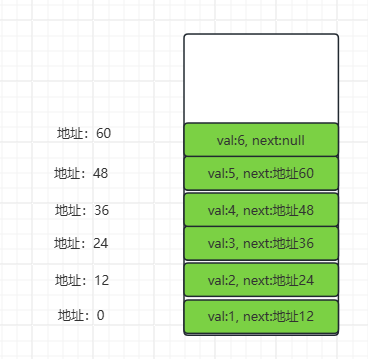 地址：60
val:6, next:null
地址：48
val:5, next:地址60
地址：36
val:4, next:地址48
地址：24
val:3, next:地址36
地址：12
val:2, next:地址24
地址：0
val:1, next:地址12